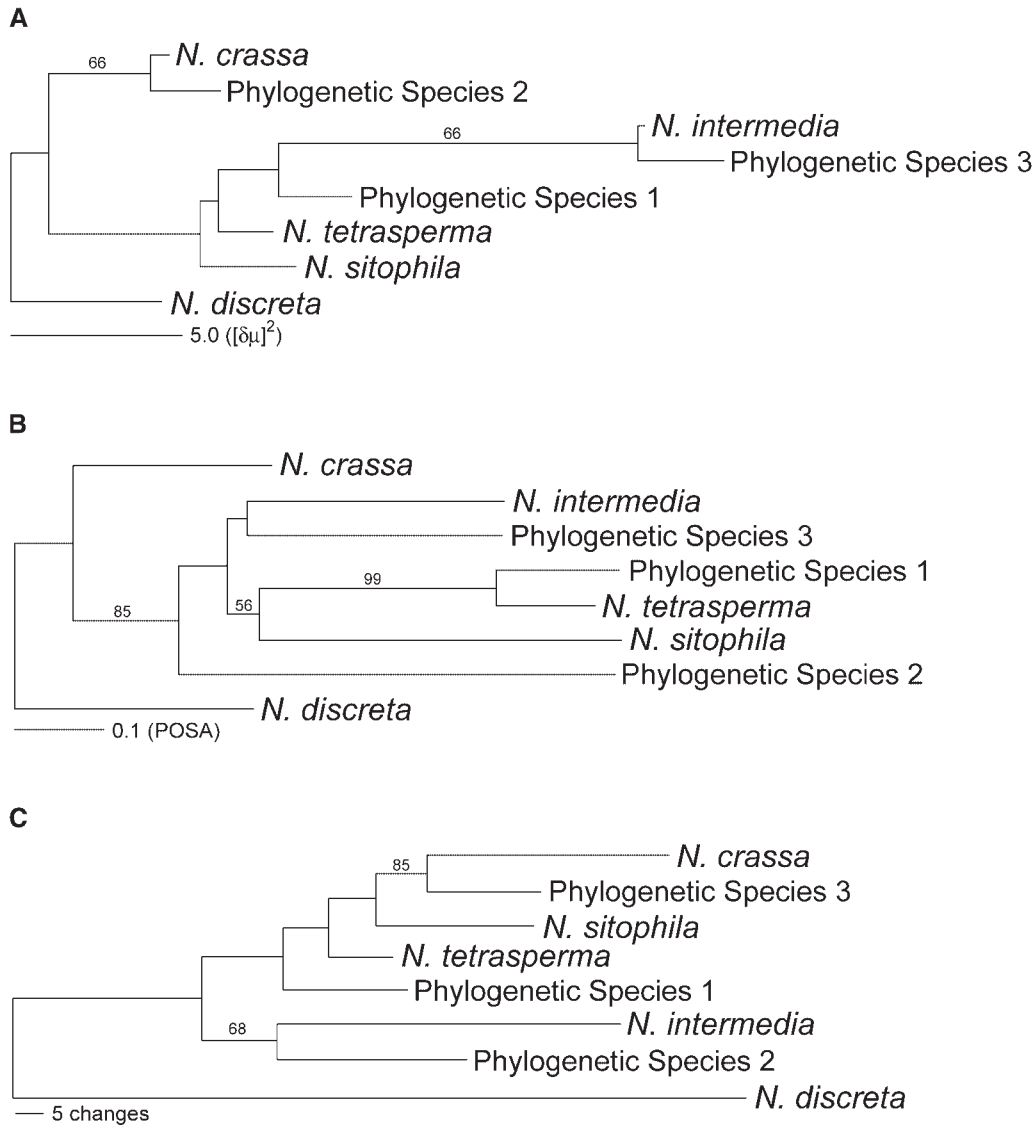 A
66
N. crassa
Phylogenetic Species 2
66
N. intermedia
Phylogenetic Species 3
Phylogenetic Species 1
N. tetrasperma
N. sitophila
N. discreta
5.0 ([δμ]²)
B
N. crassa
N. intermedia
Phylogenetic Species 3
99
Phylogenetic Species 1
56
N. tetrasperma
85
N. sitophila
Phylogenetic Species 2
N. discreta
0.1 (POSA)
C
85
N. crassa
Phylogenetic Species 3
N. sitophila
N. tetrasperma
Phylogenetic Species 1
68
N. intermedia
Phylogenetic Species 2
N. discreta
5 changes